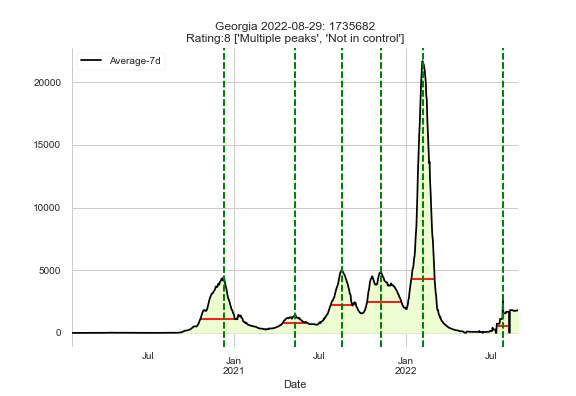 Georgia 2022-08-29: 1735682
Rating:8 ['Multiple peaks', 'Not in control']
Average-7d
20000
15000
10000
5000
0
Jul
Jan
2021
Jul
Jan
2022
Jul
Date